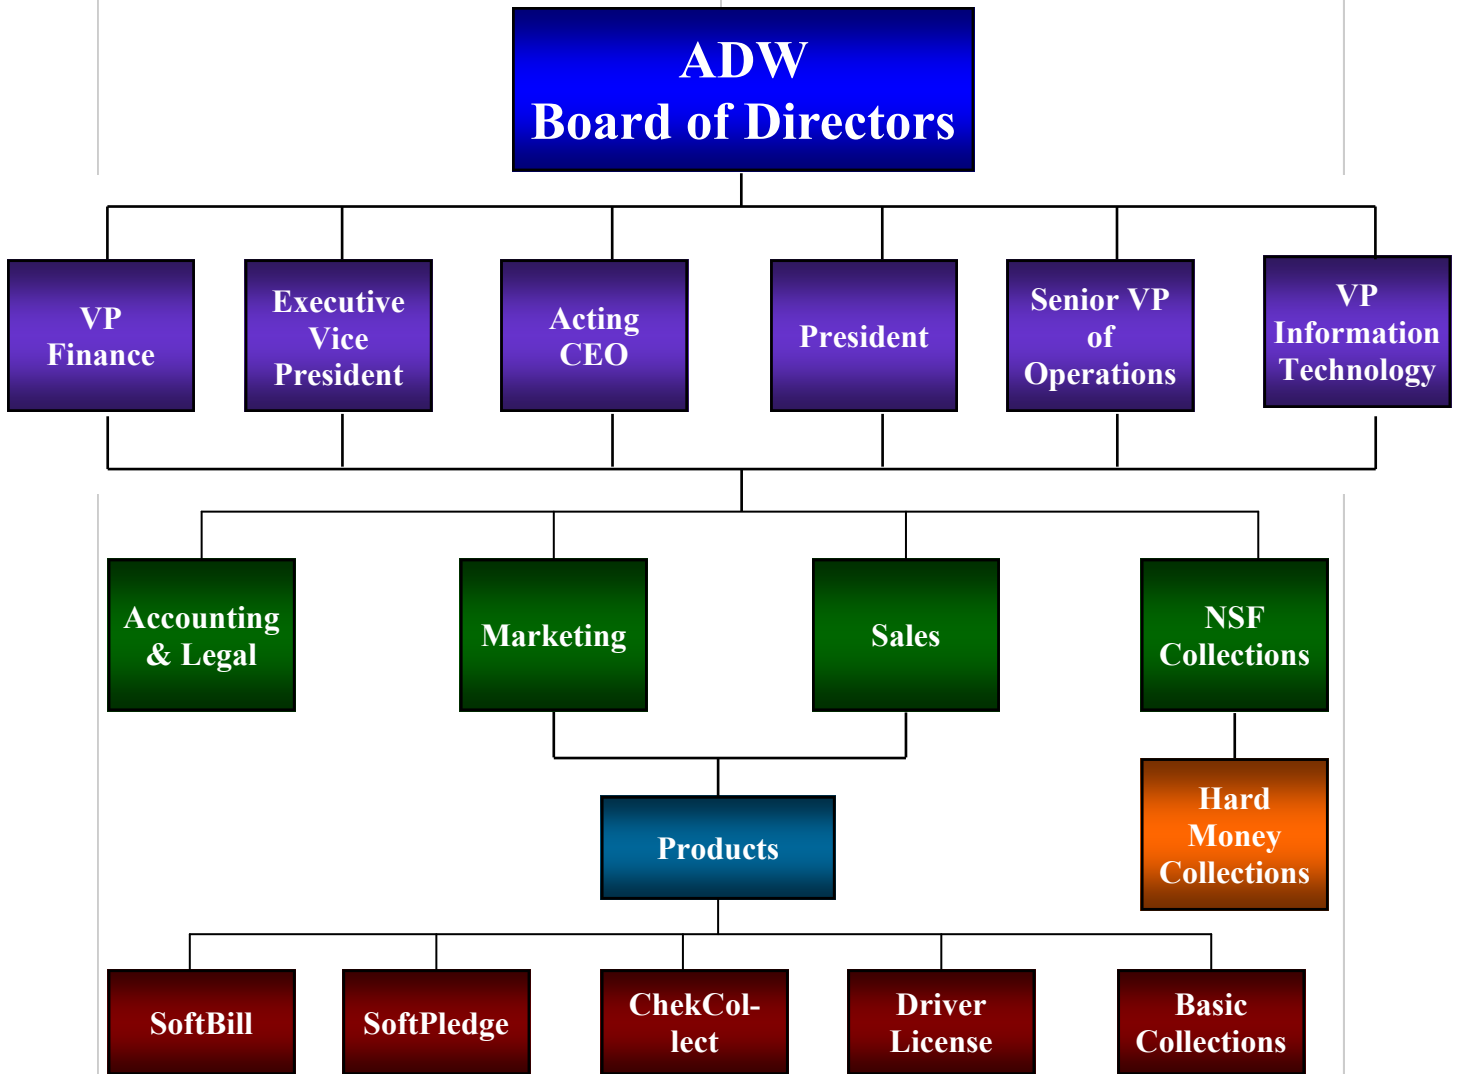 ADW
Board of Directors
VP
Finance
Executive
Vice
President
Acting
CEO
President
Senior VP
of
Operations
VP
Information
Technology
Accounting
& Legal
Marketing
Sales
NSF
Collections
Hard
Money
Collections
Products
SoftBill
SoftPledge
ChekCol-
lect
Driver
License
Basic
Collections